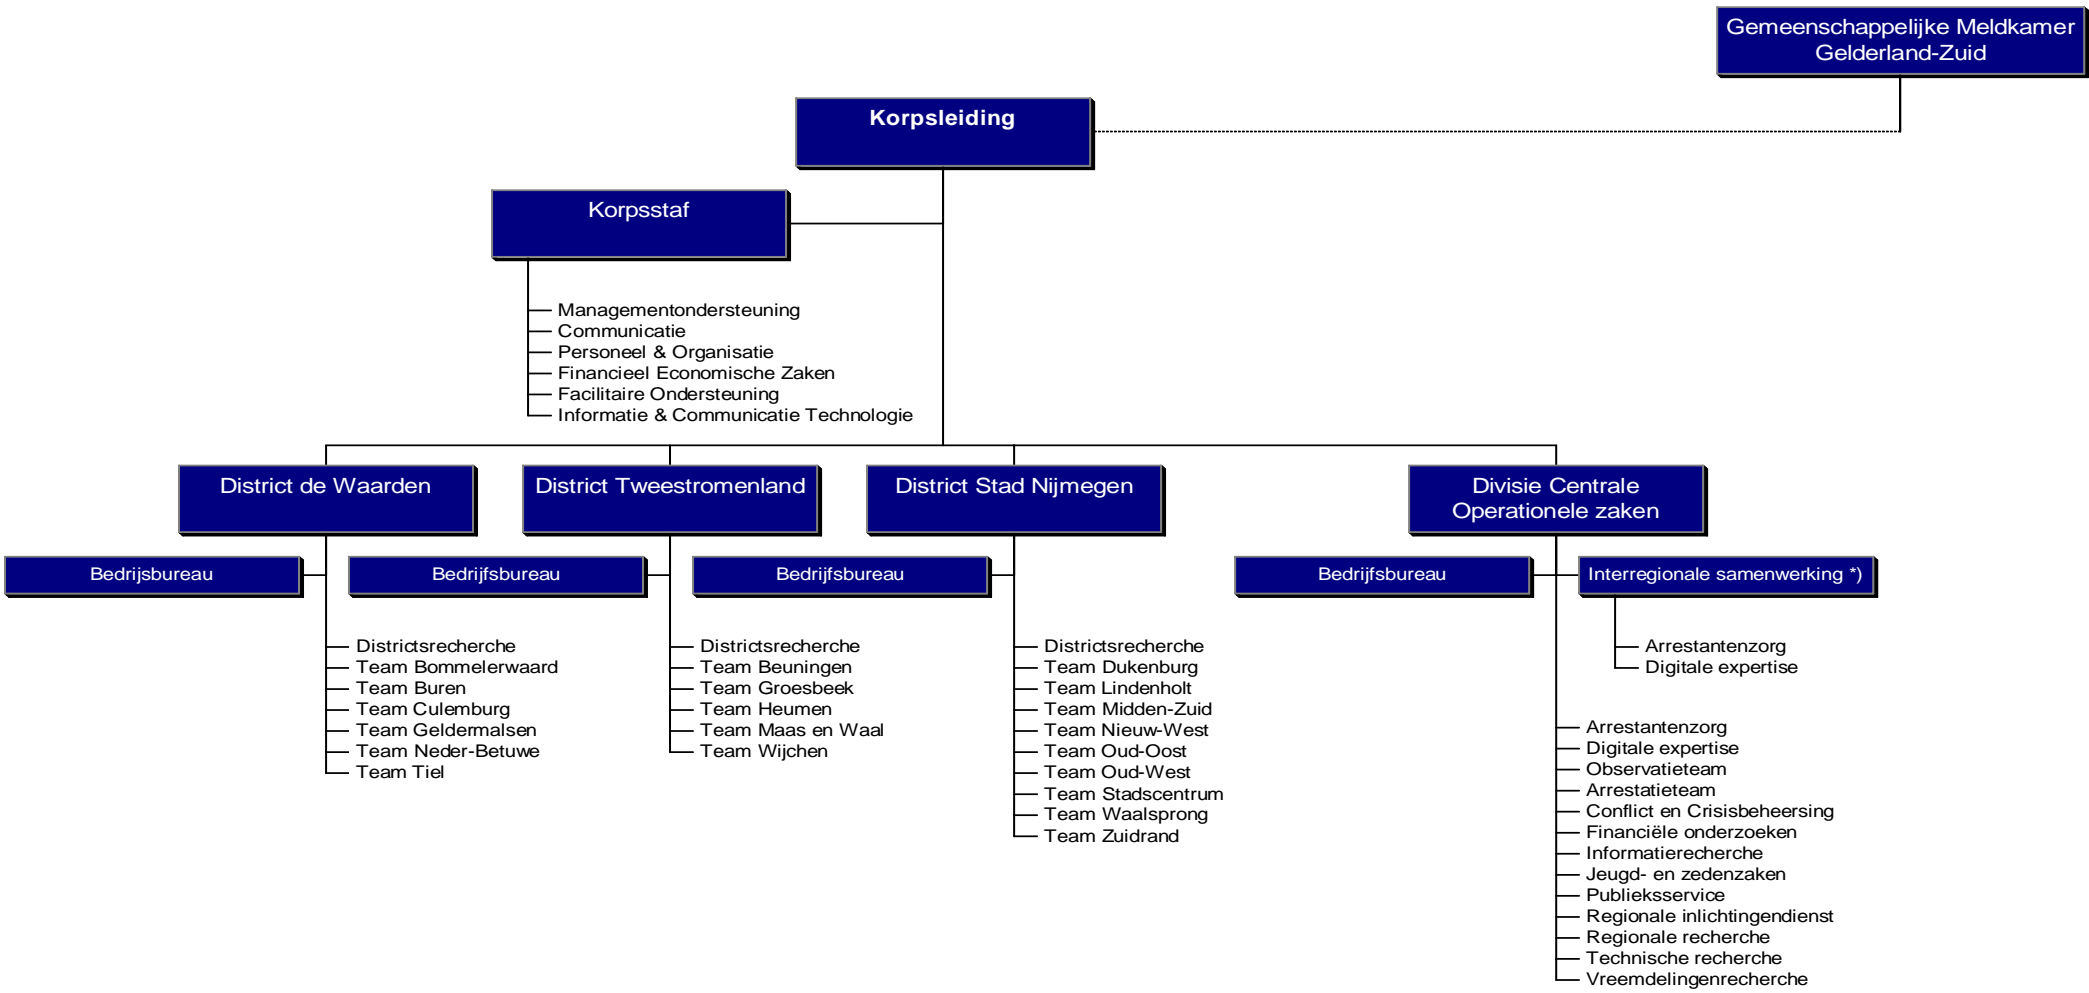 Gemeenschappelijke Meldkamer
Gelderland-Zuid
Korpsleiding
Korpsstaf
Managementondersteuning
Communicatie
Personeel & Organisatie
Financieel Economische Zaken
Facilitaire Ondersteuning
Informatie & Communicatie Technologie
District de Waarden
Bedrijsbureau
Districtsrecherche
Team Bommelerwaard
Team Buren
Team Culemburg
Team Geldermalsen
Team Neder-Betuwe
Team Tiel
District Tweestromenland
Bedrijfsbureau
Districtsrecherche
Team Beuningen
Team Groesbeek
Team Heumen
Team Maas en Waal
Team Wijchen
District Stad Nijmegen
Bedrijfsbureau
Districtsrecherche
Team Dukenburg
Team Lindenholt
Team Midden-Zuid
Team Nieuw-West
Team Oud-Oost
Team Oud-West
Team Stadscentrum
Team Waalsprong
Team Zuidrand
Divisie Centrale
Operationele zaken
Bedrijfsbureau
Interregionale samenwerking *)
Arrestantenzorg
Digitale expertise
Arrestantenzorg
Digitale expertise
Observatieteam
Arrestatieteam
Conflict en Crisisbeheersing
Financiële onderzoeken
Informatierecherche
Jeugd- en zedenzaken
Publieksservice
Regionale inlichtingendienst
Regionale recherche
Technische recherche
Vreemdelingenrecherche